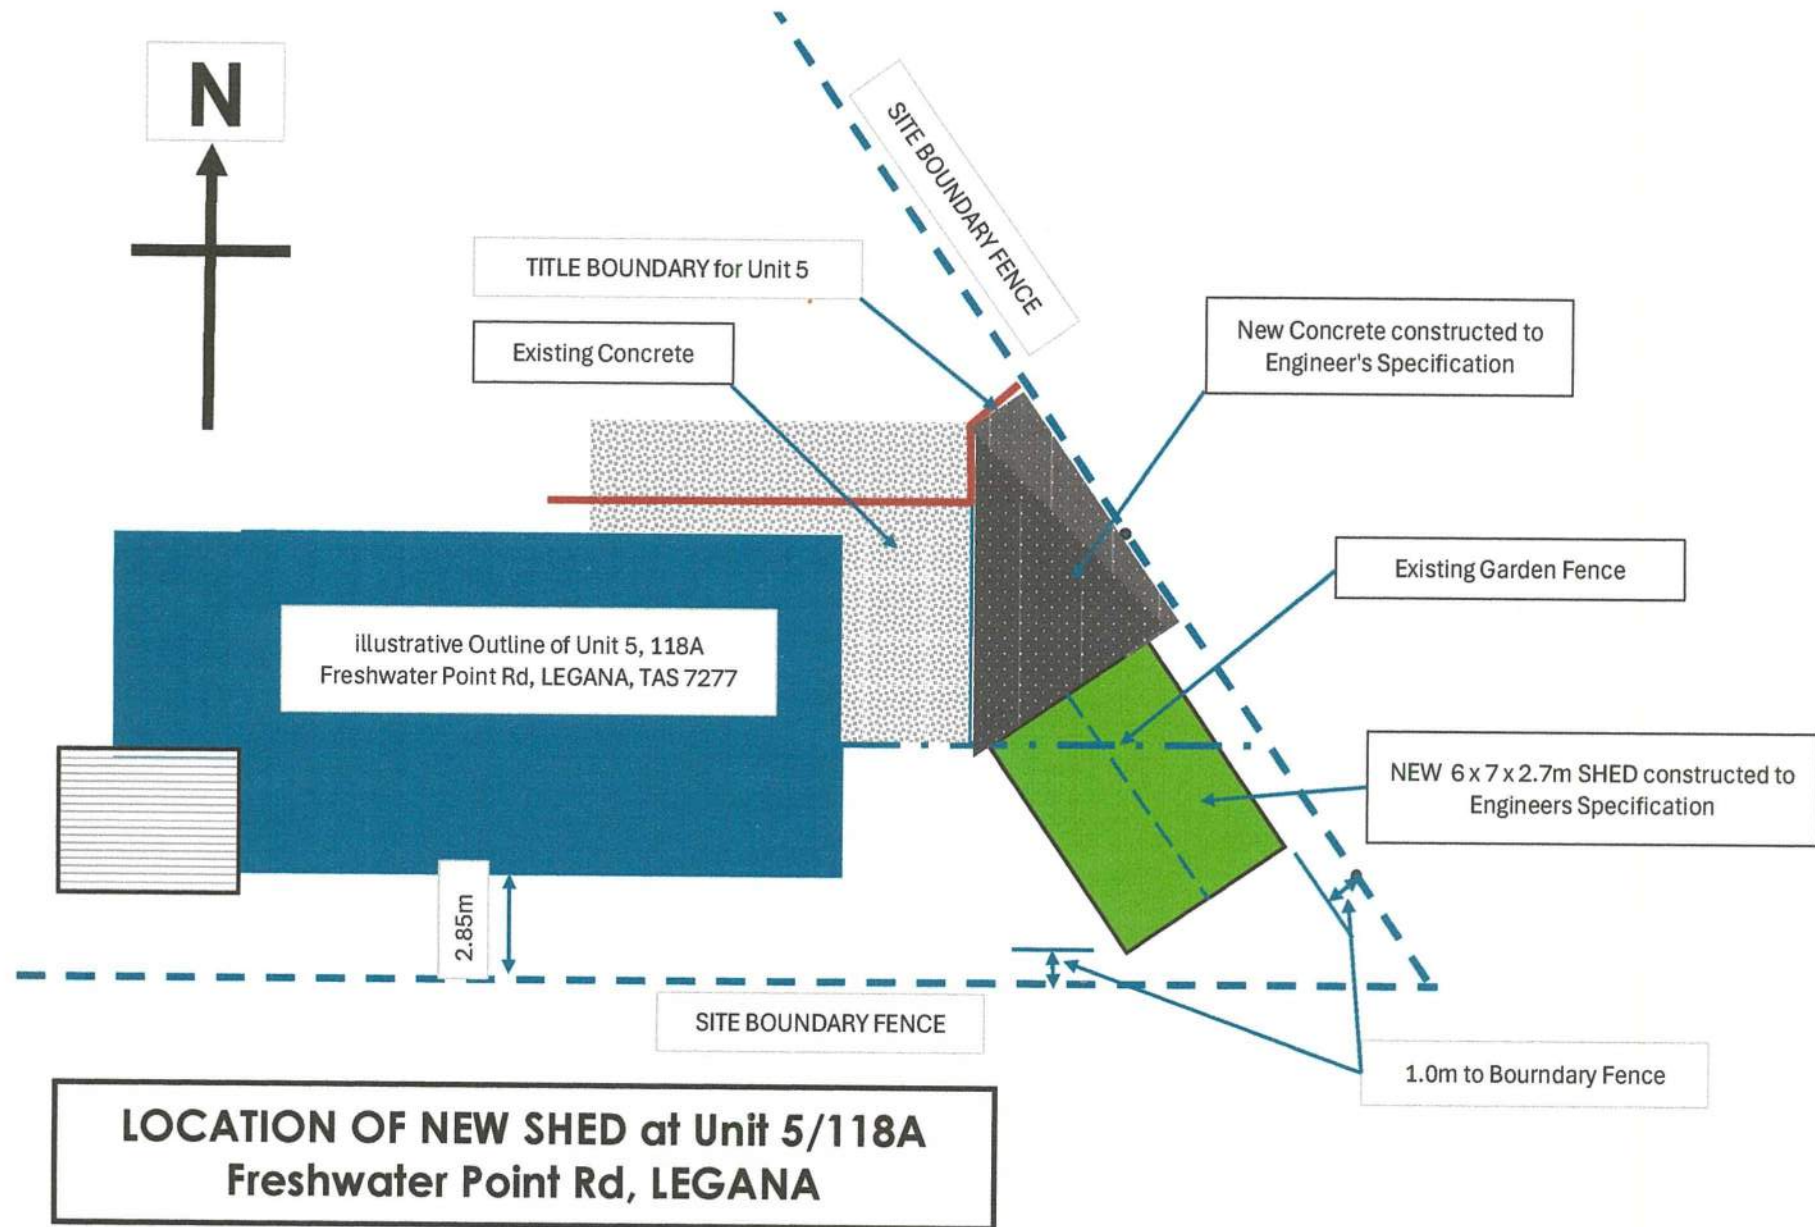 N
SITE BOUNDARY FENCE
TITLE BOUNDARY for Unit 5
Existing Concrete
New Concrete constructed to
Engineer's Specification
Existing Garden Fence
illustrative Outline of Unit 5, 118A
Freshwater Point Rd, LEGANA, TAS 7277
NEW 6 x 7 x 2.7m SHED constructed to
Engineers Specification
2.85m
SITE BOUNDARY FENCE
1.0m to Bourndary Fence
LOCATION OF NEW SHED at Unit 5/118A
Freshwater Point Rd, LEGANA